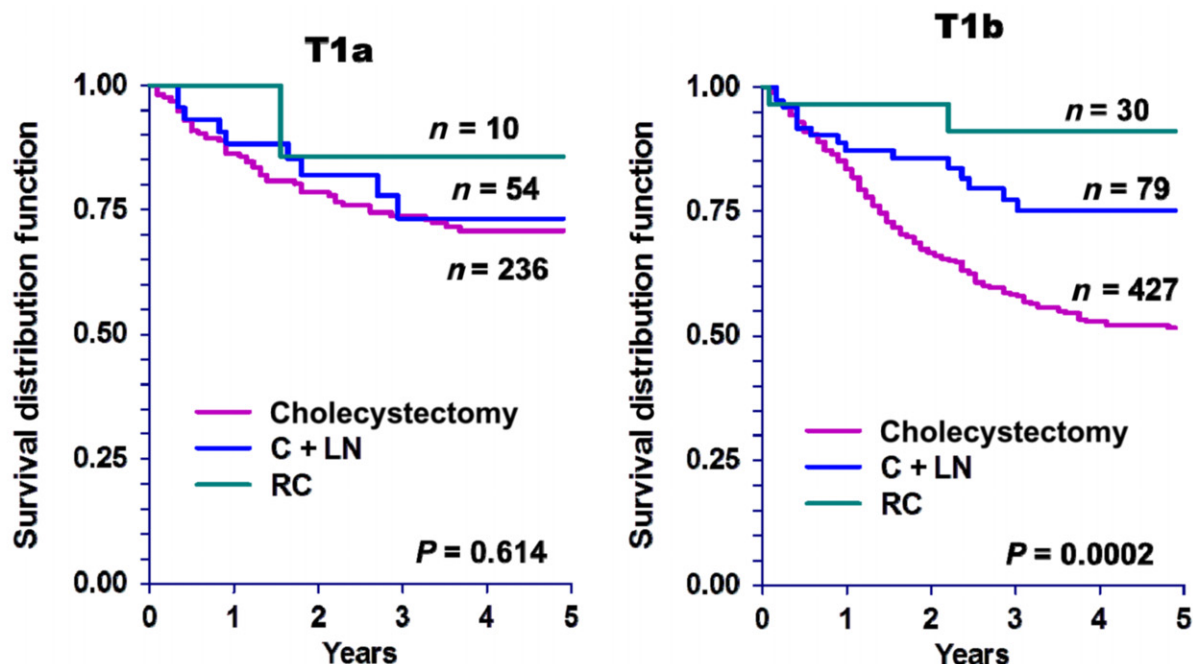 T1a
Survival distribution function
1.00
0.75
0.50
0.25
0.00
n = 10
n = 54
n = 236
Cholecystectomy
C + LN
RC
P = 0.614
0 1 2 3 4 5
Years
T1b
Survival distribution function
1.00
0.75
0.50
0.25
0.00
n = 30
n = 79
n = 427
Cholecystectomy
C + LN
RC
P = 0.0002
0 1 2 3 4 5
Years